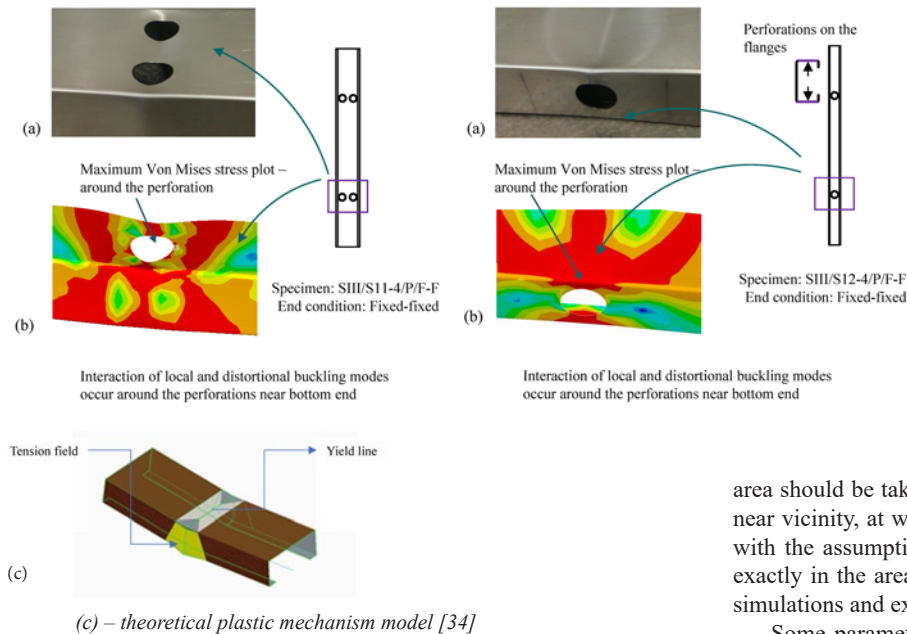 (a)
Maximum Von Mises stress plot –
around the perforation
(b)
Specimen: SIII/S11-4/P/F-F
End condition: Fixed-fixed
Interaction of local and distortional buckling modes
occur around the perforations near bottom end
Perforations on the
flanges
(a)
Maximum Von Mises stress plot –
around the perforation
(b)
Specimen: SIII/S12-4/P/F-F
End condition: Fixed-fixed
Interaction of local and distortional buckling modes
occur around the perforations near bottom end
Tension field
Yield line
(c)
(c) – theoretical plastic mechanism model [34]
area should be tak
near vicinity, at w
with the assumpti
exactly in the area
simulations and ex
Some paramet